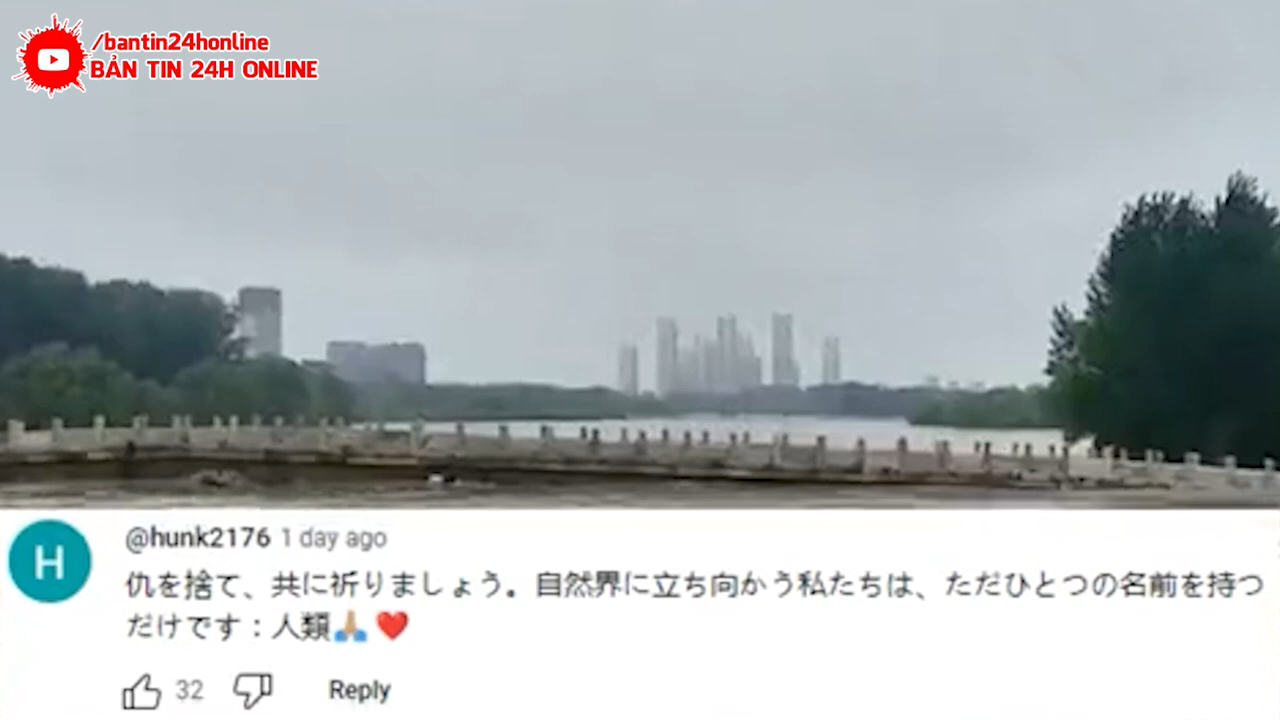 /bantin24honline
BẢN TIN 24H ONLINE
H
@hunk2176 1 day ago
仇を捨て、共に祈りましょう。自然界に立ち向かう私たちは、ただひとつの名前を持つ
だけです：人類🙏🏽❤️
32 Reply